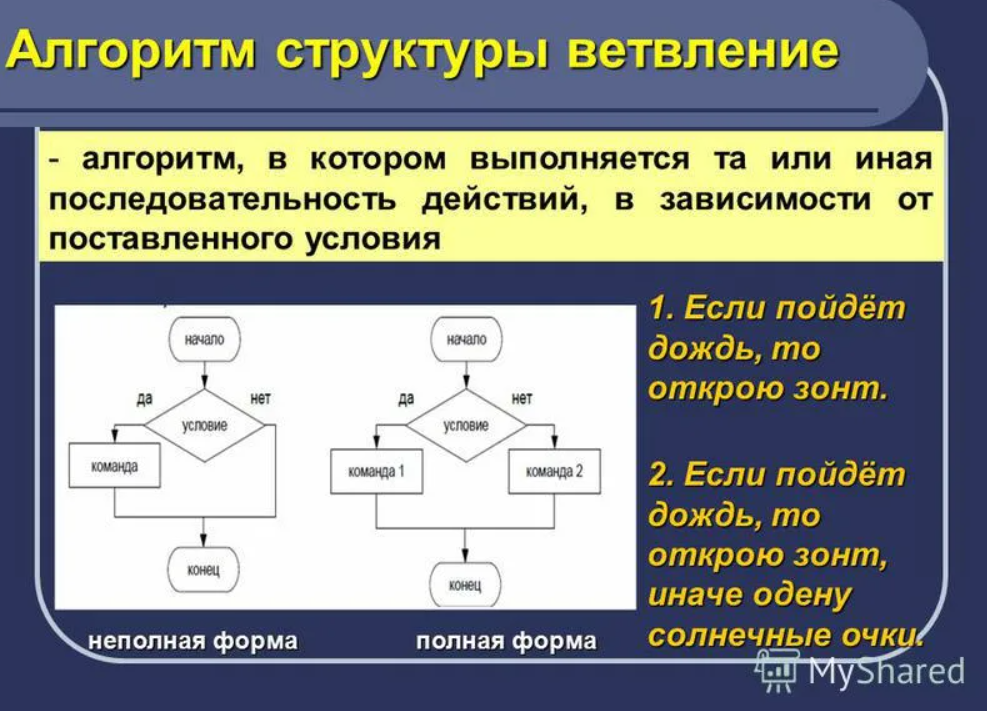 Алгоритм структуры ветвление
- алгоритм, в котором выполняется та или иная
последовательность действий, в зависимости от
поставленного условия
начало
да
нет
условие
команда
конец
неполная форма
начало
да
нет
условие
команда 1
команда 2
конец
полная форма
1. Если пойдёт
дождь, то
открою зонт.
2. Если пойдёт
дождь, то
открою зонт,
иначе одену
солнечные очки.
MyShared